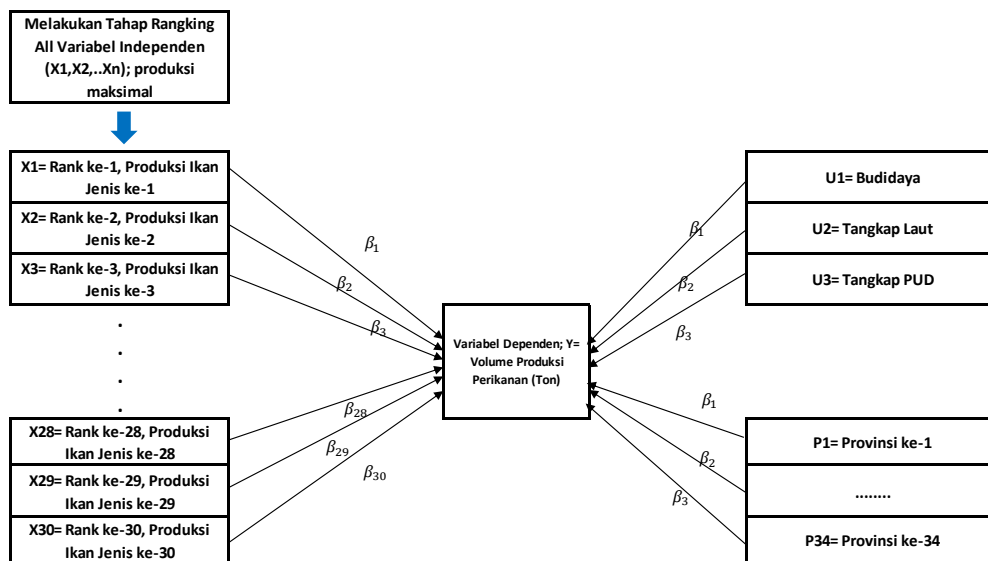 Melakukan Tahap Rangking
All Variabel Independen
(X1,X2,..Xn); produksi
maksimal
X1= Rank ke-1, Produksi Ikan
Jenis ke-1
X2= Rank ke-2, Produksi Ikan
Jenis ke-2
X3= Rank ke-3, Produksi Ikan
Jenis ke-3
.
.
.
.
X28= Rank ke-28, Produksi
Ikan Jenis ke-28
X29= Rank ke-29, Produksi
Ikan Jenis ke-29
X30= Rank ke-30, Produksi
Ikan Jenis ke-30
β₁
β₂
β₃
β₂₈
β₂₉
β₃₀
Variabel Dependen; Y=
Volume Produksi
Perikanan (Ton)
β₁
β₂
β₃
β₁
β₂
β₃
U1= Budidaya
U2= Tangkap Laut
U3= Tangkap PUD
P1= Provinsi ke-1
........
P34= Provinsi ke-34